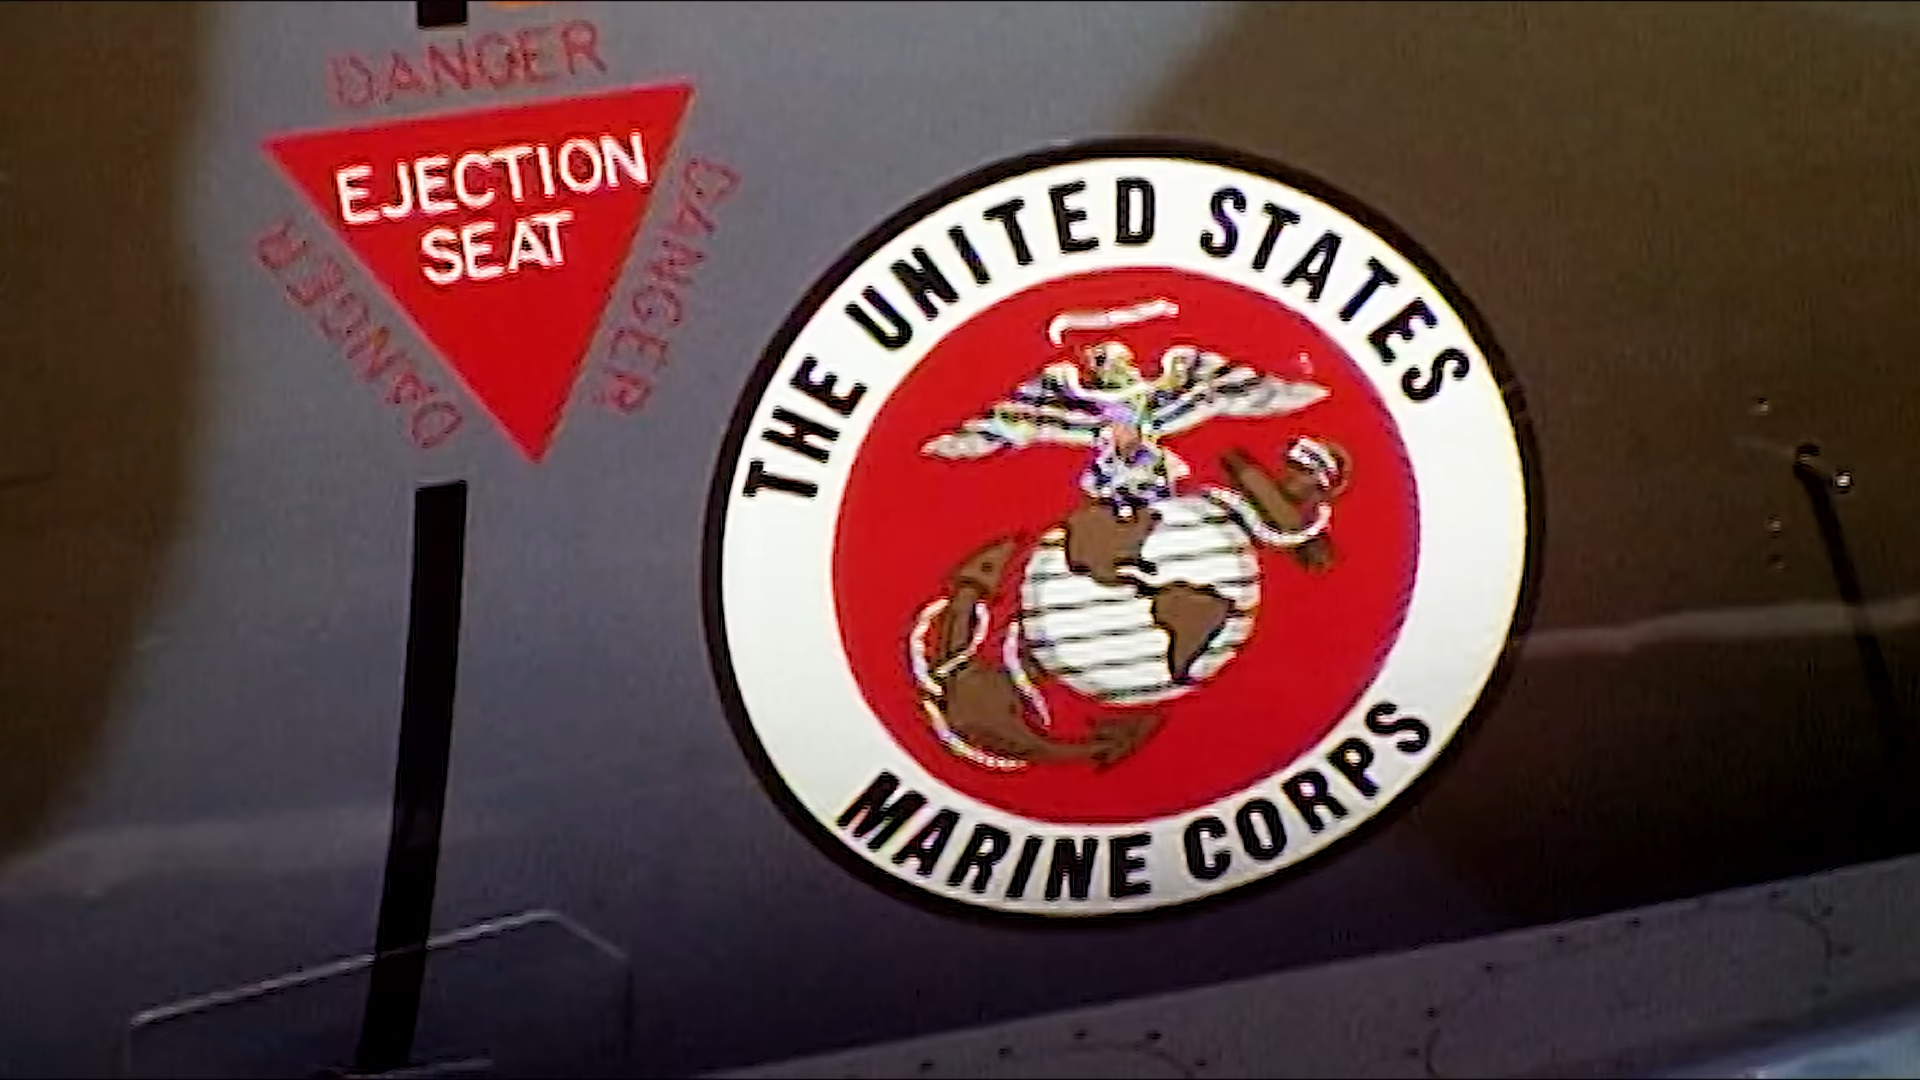 DANGER
EJECTION
SEAT
DANGER
DANGER
THE UNITED STATES
MARINE CORPS